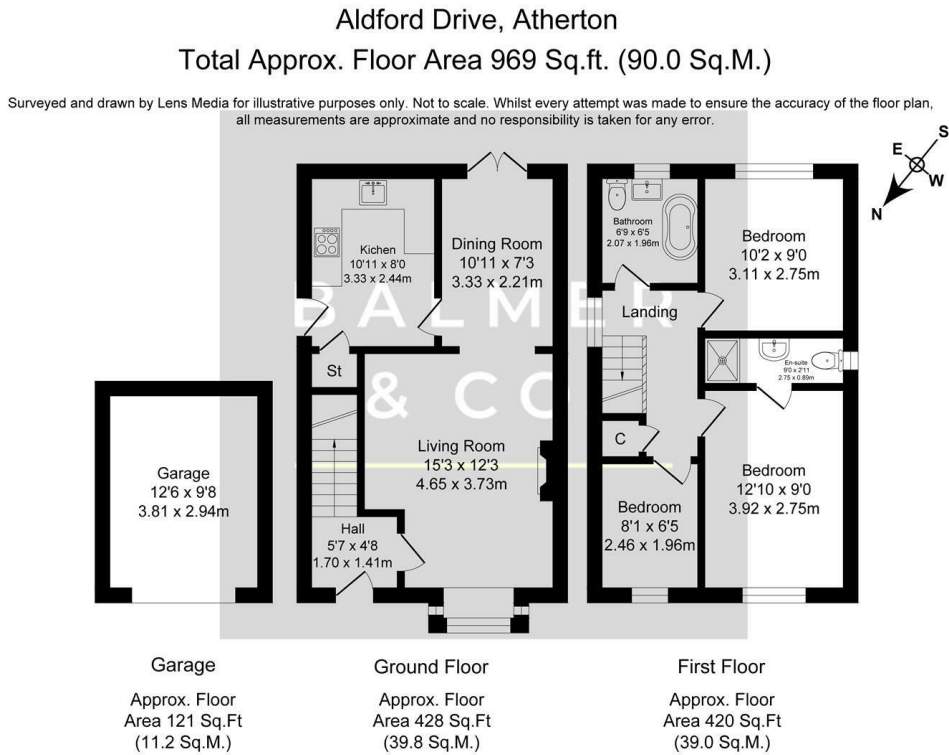 Aldford Drive, Atherton
Total Approx. Floor Area 969 Sq.ft. (90.0 Sq.M.)
Surveyed and drawn by Lens Media for illustrative purposes only. Not to scale. Whilst every attempt was made to ensure the accuracy of the floor plan,
all measurements are approximate and no responsibility is taken for any error.
S
E
W
N
Kichen
10'11 x 8'0
3.33 x 2.44m
Dining Room
10'11 x 7'3
3.33 x 2.21m
Bathroom
6'9 x 6'5
2.07 x 1.96m
Bedroom
10'2 x 9'0
3.11 x 2.75m
Landing
BALMER
& CO
St
En-suite
9'0 x 2'11
2.75 x 0.89m
C
Living Room
15'3 x 12'3
4.65 x 3.73m
Garage
12'6 x 9'8
3.81 x 2.94m
Bedroom
12'10 x 9'0
3.92 x 2.75m
Bedroom
8'1 x 6'5
2.46 x 1.96m
Hall
5'7 x 4'8
1.70 x 1.41m
Garage
Approx. Floor
Area 121 Sq.Ft
(11.2 Sq.M.)
Ground Floor
Approx. Floor
Area 428 Sq.Ft
(39.8 Sq.M.)
First Floor
Approx. Floor
Area 420 Sq.Ft
(39.0 Sq.M.)